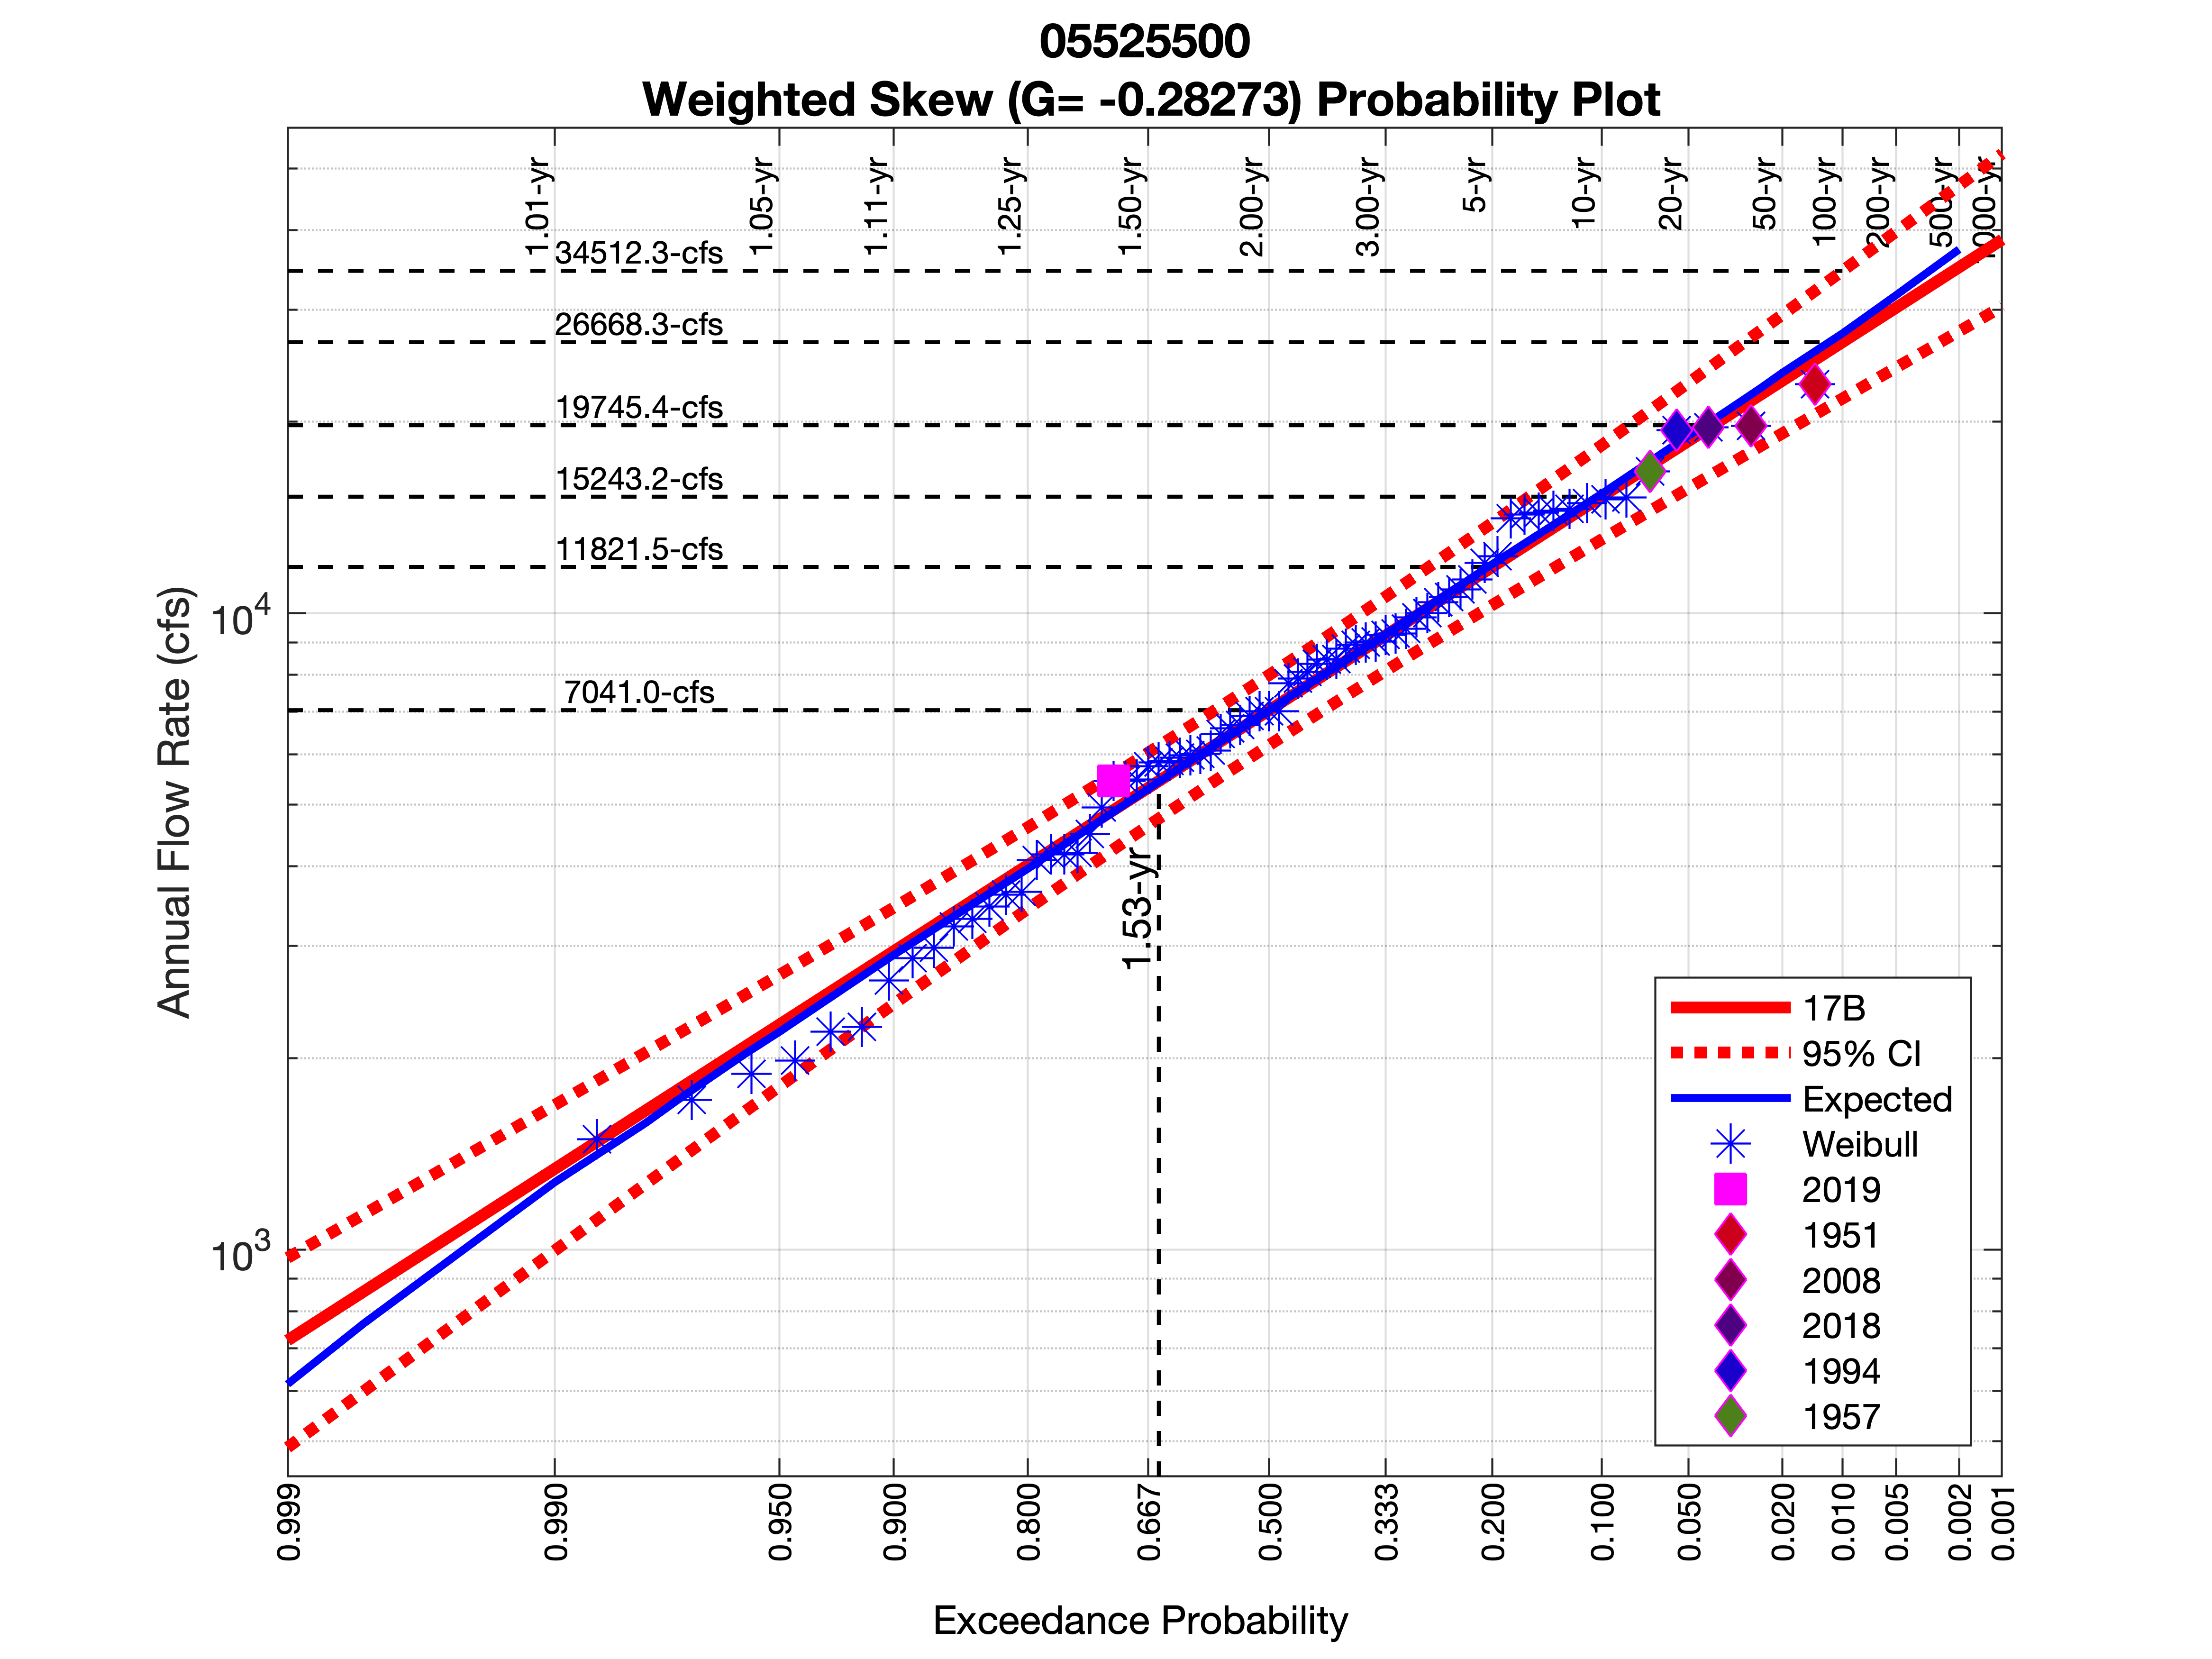 05525500
Weighted Skew (G= -0.28273) Probability Plot
1.01-yr
1.05-yr
1.11-yr
1.25-yr
1.50-yr
2.00-yr
3.00-yr
5-yr
10-yr
20-yr
50-yr
100-yr
200-yr
500-yr
34512.3-cfs
26668.3-cfs
19745.4-cfs
15243.2-cfs
11821.5-cfs
7041.0-cfs
1.53-yr
10^4
10^3
Annual Flow Rate (cfs)
17B
95% CI
Expected
Weibull
2019
1951
2008
2018
1994
1957
0.999
0.990
0.950
0.900
0.800
0.667
0.500
0.333
0.200
0.100
0.050
0.020
0.010
0.005
0.002
0.001
Exceedance Probability